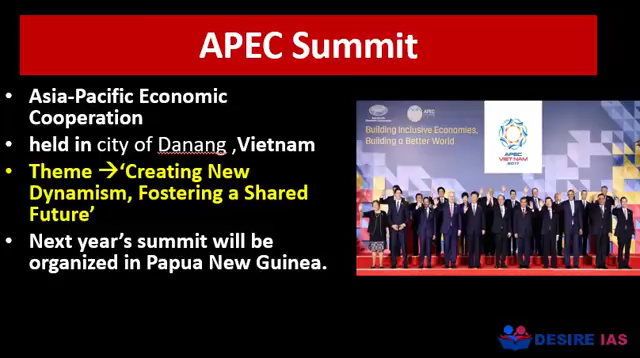 APEC Summit
• Asia-Pacific Economic
Cooperation
• held in city of Danang ,Vietnam
• Theme →‘Creating New
Dynamism, Fostering a Shared
Future’
• Next year’s summit will be
organized in Papua New Guinea.
Building Inclusive Economies,
Building a Better World
APEC
VIET NAM
2017
DESIRE IAS